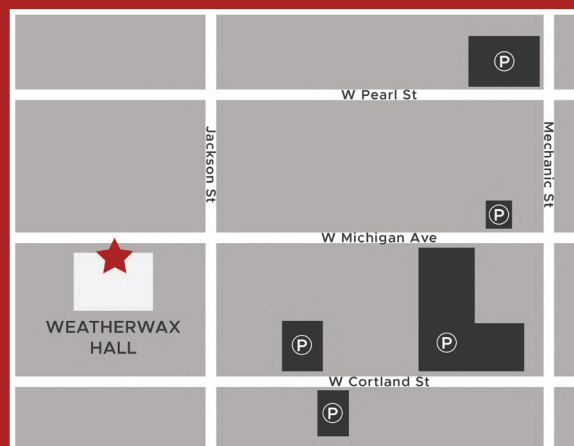 P
W Pearl St
Jackson St
Mechanic St
P
W Michigan Ave
WEATHERWAX
HALL
P
P
W Cortland St
P